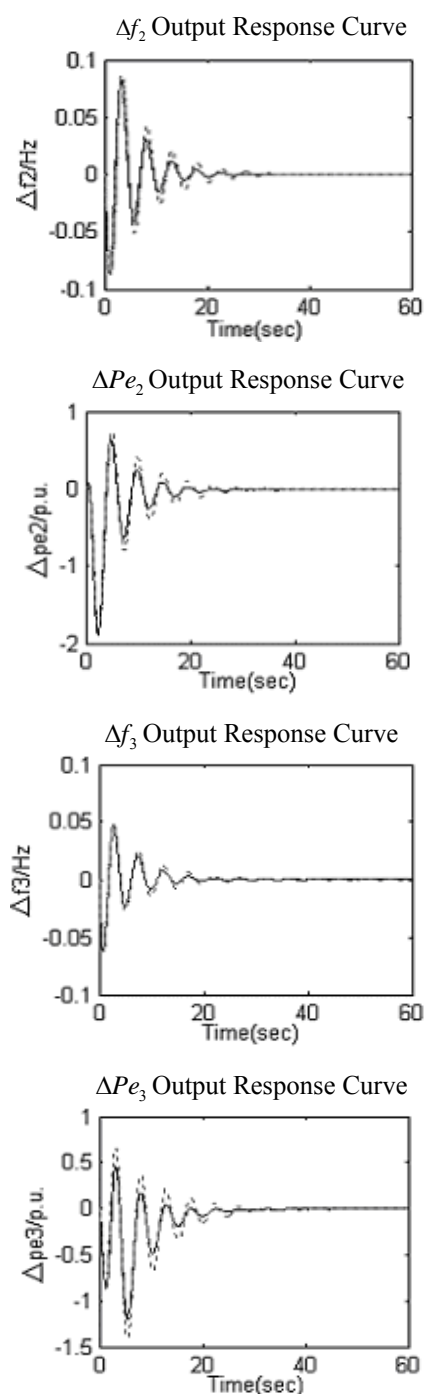 Δf₂ Output Response Curve
0.1
0.05
0
-0.05
-0.1
Δf2/Hz
0 20 40 60
Time(sec)
ΔPe₂ Output Response Curve
1
0
-1
-2
Δpe2/p.u.
0 20 40 60
Time(sec)
Δf₃ Output Response Curve
0.1
0.05
0
-0.05
-0.1
Δf3/Hz
0 20 40 60
Time(sec)
ΔPe₃ Output Response Curve
1
0.5
0
-0.5
-1
-1.5
Δpe3/p.u.
0 20 40 60
Time(sec)